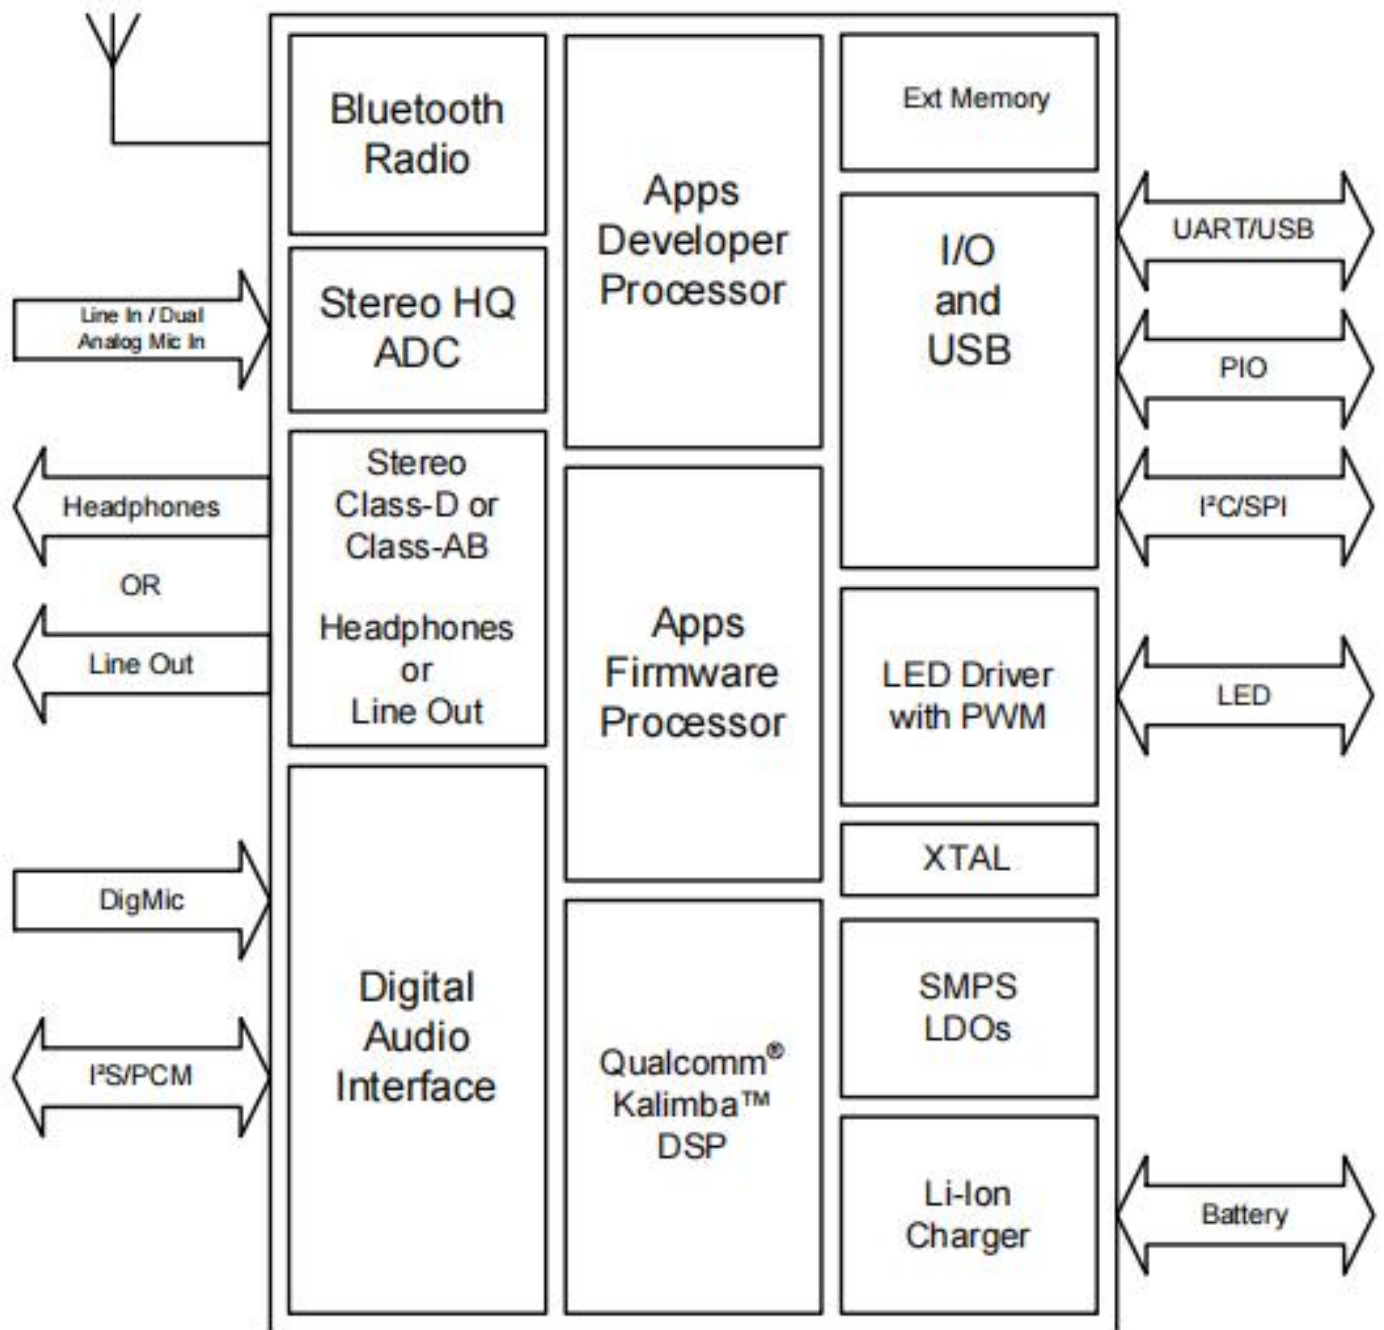 Bluetooth
Radio
Apps
Developer
Processor
Ext Memory
I/O
and
USB
UART/USB
PIO
I²C/SPI
Line In / Dual
Analog Mic In
Stereo HQ
ADC
Headphones
OR
Line Out
Stereo
Class-D or
Class-AB
Headphones
or
Line Out
Apps
Firmware
Processor
LED Driver
with PWM
LED
XTAL
DigMic
I²S/PCM
Digital
Audio
Interface
Qualcomm®
Kalimba™
DSP
SMPS
LDOs
Li-Ion
Charger
Battery